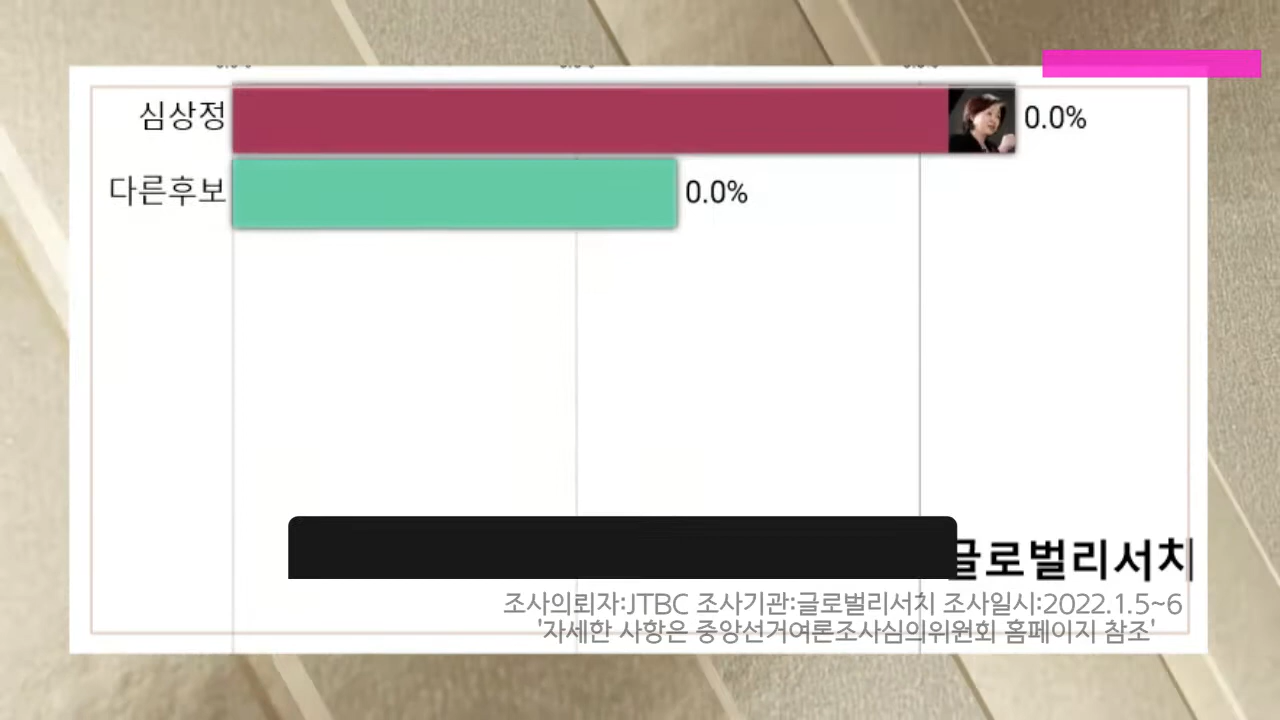 심상정 0.0%
다른후보 0.0%
글로벌리서치
조사의뢰자:JTBC 조사기관:글로벌리서치 조사일시:2022.1.5~6
'자세한 사항은 중앙선거여론조사심의위원회 홈페이지 참조'